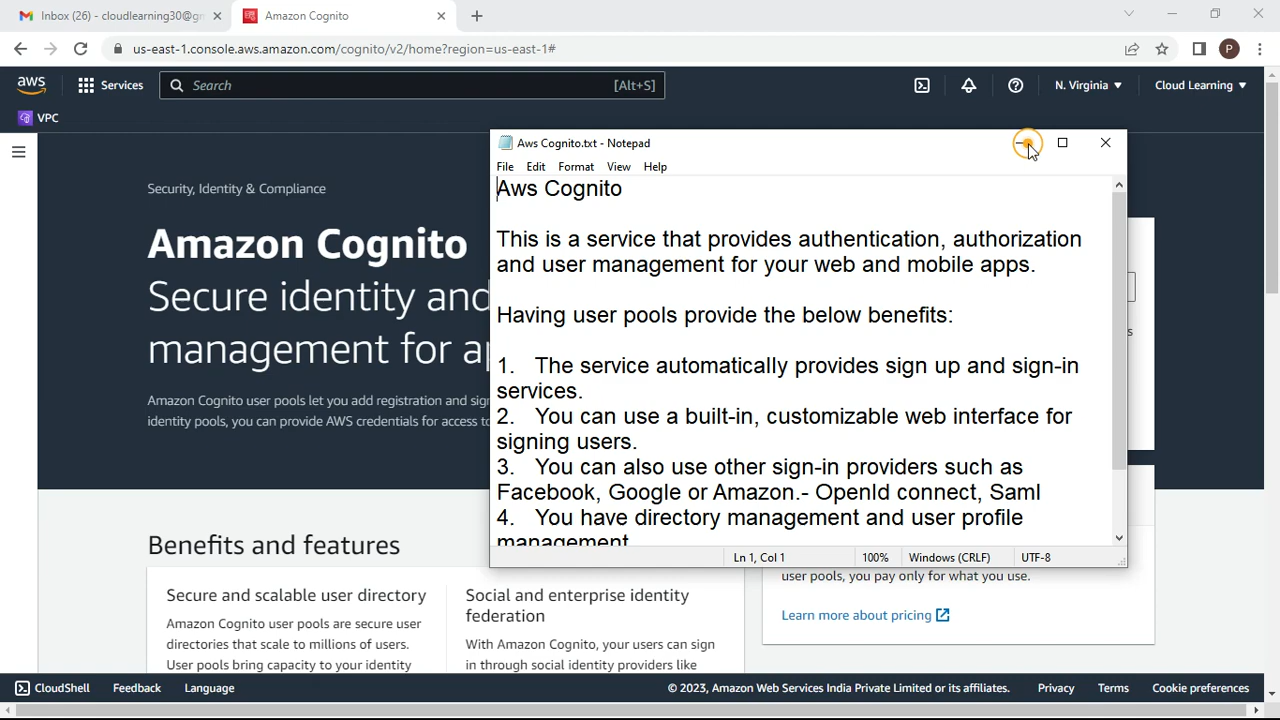 Inbox (26) - cloudlearning30@gm
Amazon Cognito
us-east-1.console.aws.amazon.com/cognito/v2/home?region=us-east-1#
P
aws
Services
Search
[Alt+S]
N. Virginia
Cloud Learning
VPC
Security, Identity & Compliance
Amazon Cognito
Secure identity and
management for ap
Amazon Cognito user pools let you add registration and sig
identity pools, you can provide AWS credentials for access to
Aws Cognito.txt - Notepad
File Edit Format View Help
Aws Cognito
This is a service that provides authentication, authorization
and user management for your web and mobile apps.
Having user pools provide the below benefits:
1. The service automatically provides sign up and sign-in
services.
2. You can use a built-in, customizable web interface for
signing users.
3. You can also use other sign-in providers such as
Facebook, Google or Amazon.- OpenId connect, Saml
4. You have directory management and user profile
management
Ln 1, Col 1
100%
Windows (CRLF)
UTF-8
s
Benefits and features
Secure and scalable user directory
Amazon Cognito user pools are secure user
directories that scale to millions of users.
User pools bring capacity to your identity
Social and enterprise identity
federation
With Amazon Cognito, your users can sign
in through social identity providers like
user pools, you pay only for what you use.
Learn more about pricing
CloudShell
Feedback
Language
© 2023, Amazon Web Services India Private Limited or its affiliates.
Privacy
Terms
Cookie preferences